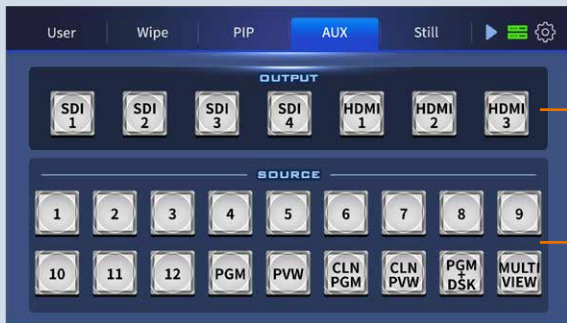 User Wipe PIP AUX Still
OUTPUT
SDI 1 SDI 2 SDI 3 SDI 4 HDMI 1 HDMI 2 HDMI 3
SOURCE
1 2 3 4 5 6 7 8 9
10 11 12 PGM PVW CLN PGM CLN PVW PGM + DSK MULTI VIEW